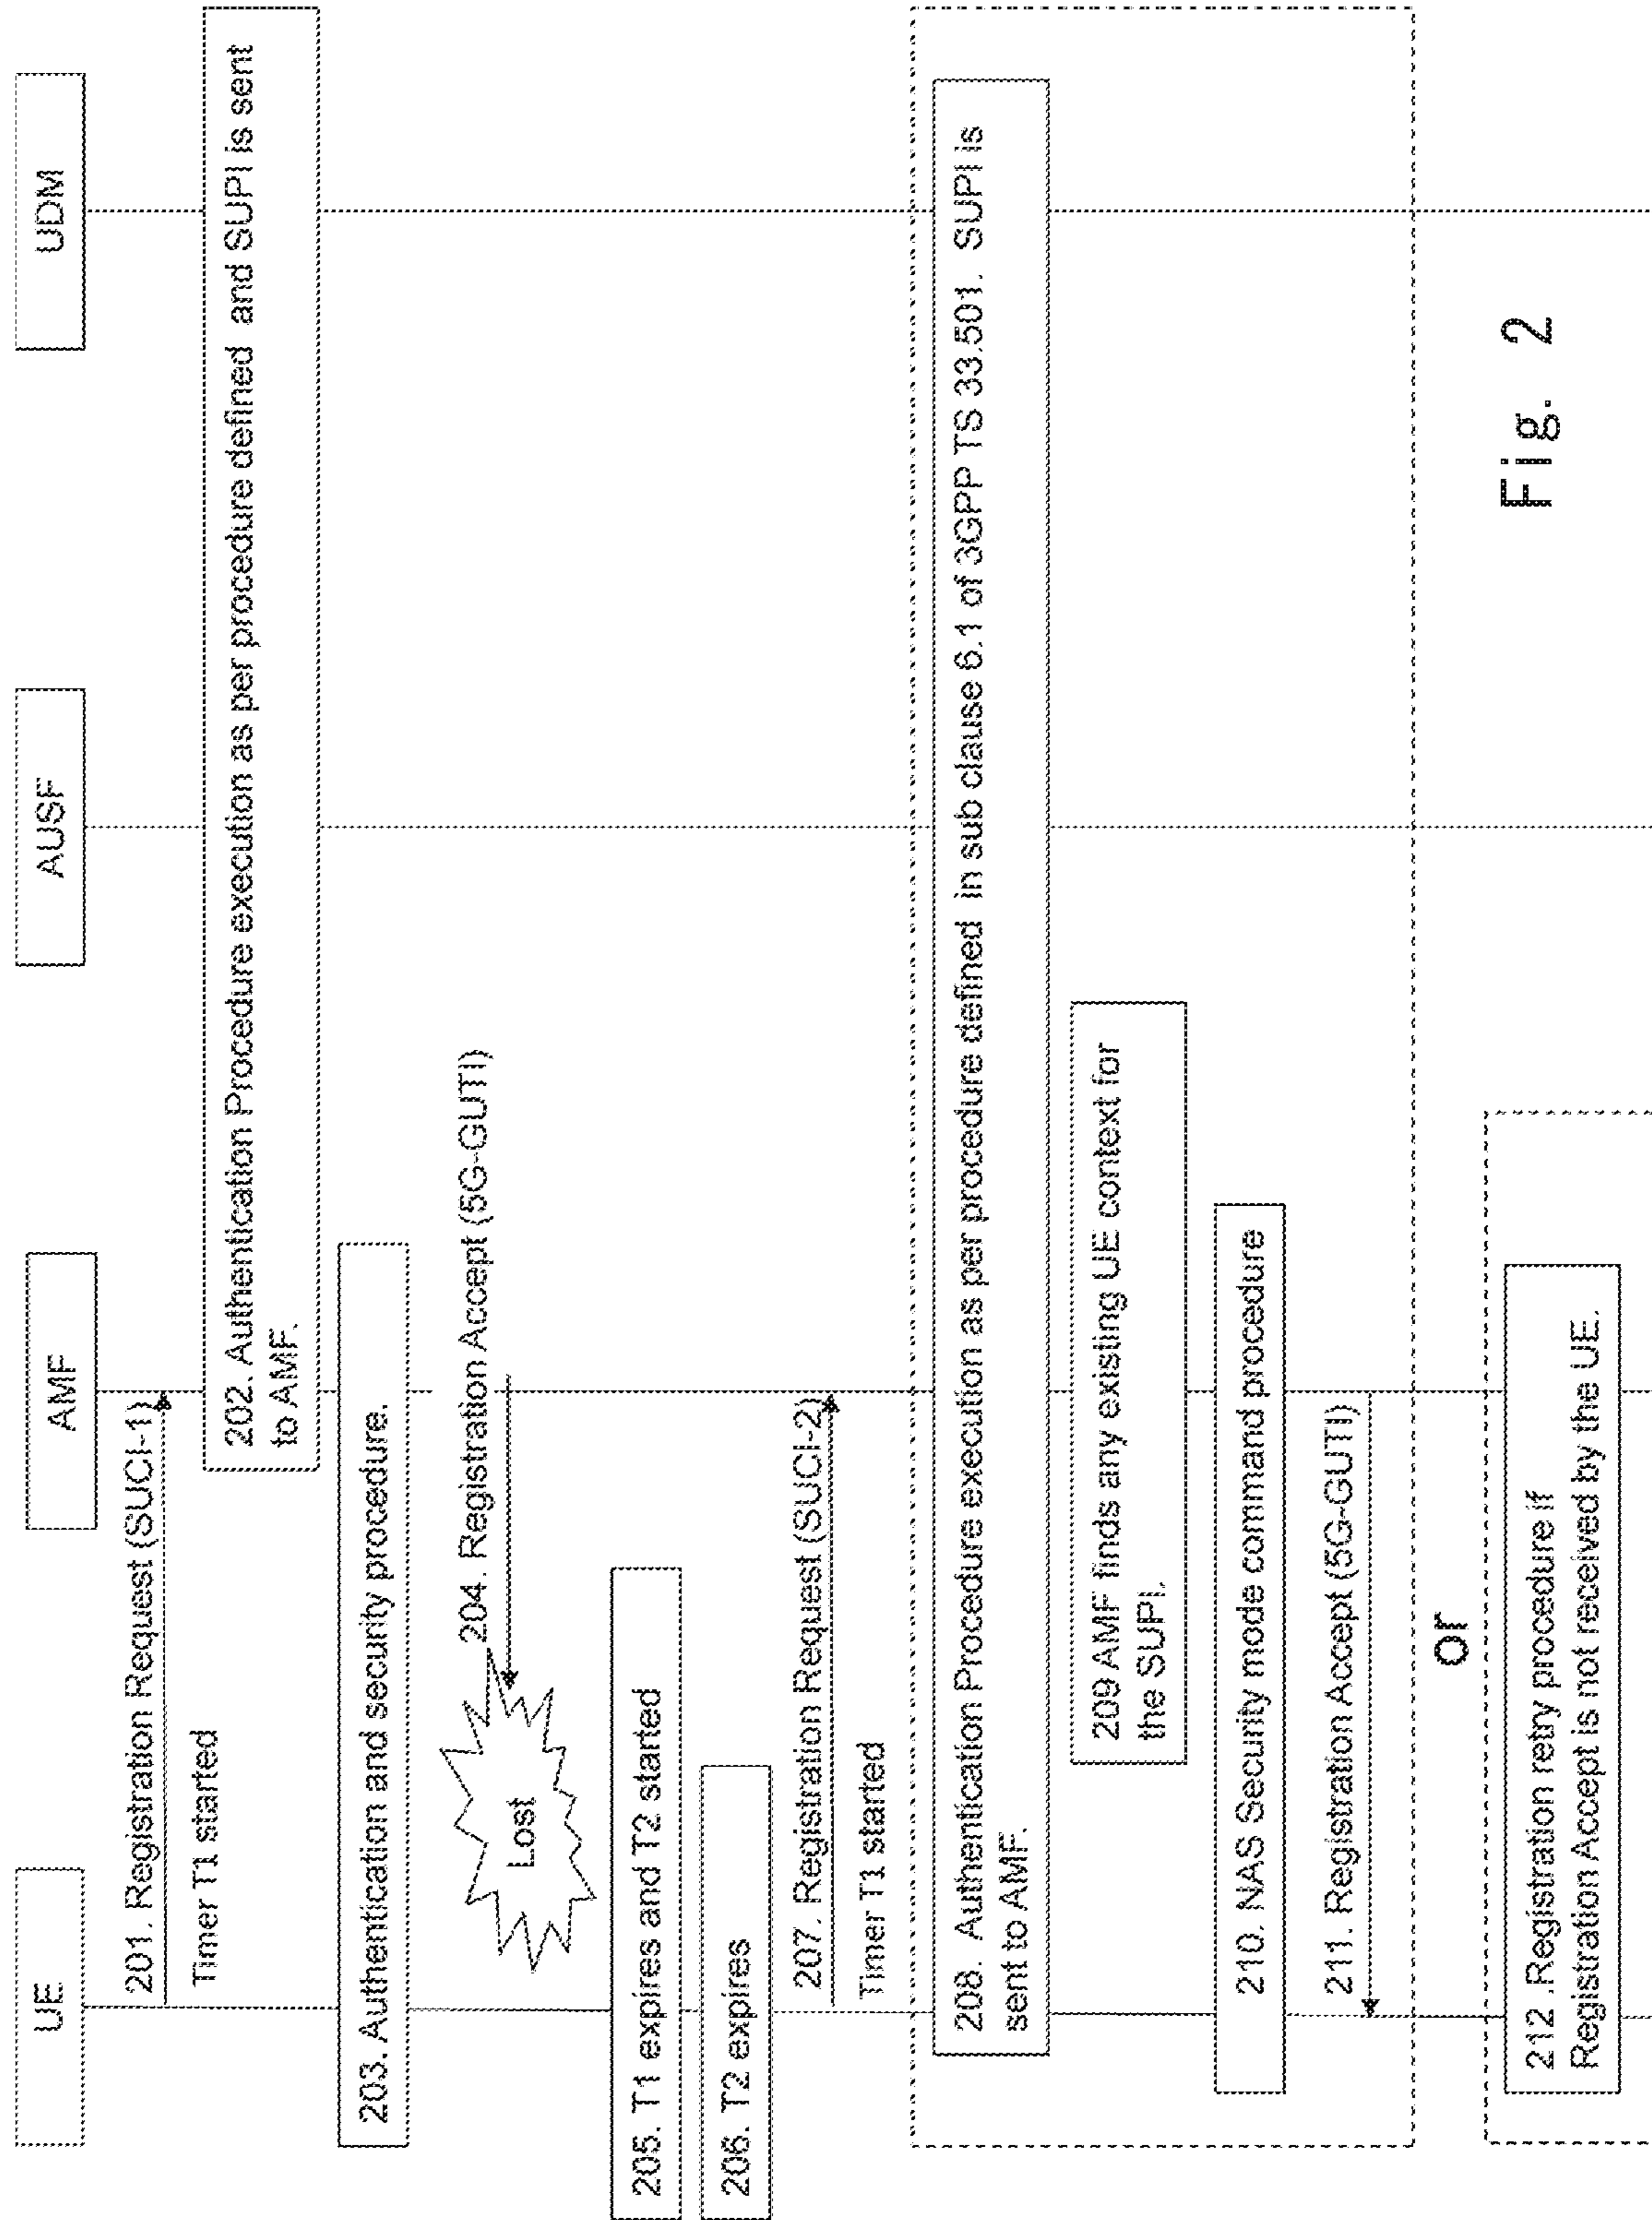 UE
AMF
AUSF
UDM
201. Registration Request (SUCI-1)
Timer T1 started
202. Authentication Procedure execution as per procedure defined and SUPI is sent
to AMF.
203. Authentication and security procedure.
204. Registration Accept (5G-GUTI)
Lost
205. T1 expires and T2 started
206. T2 expires
207. Registration Request (SUCI-2)
Timer T1 started
208. Authentication Procedure execution as per procedure defined in sub clause 6.1 of 3GPP TS 33.501. SUPI is
sent to AMF.
209 AMF finds any existing UE context for
the SUPI.
210. NAS Security mode command procedure
211. Registration Accept (5G-GUTI)
or
212 .Registration retry procedure if
Registration Accept is not received by the UE.
Fig. 2